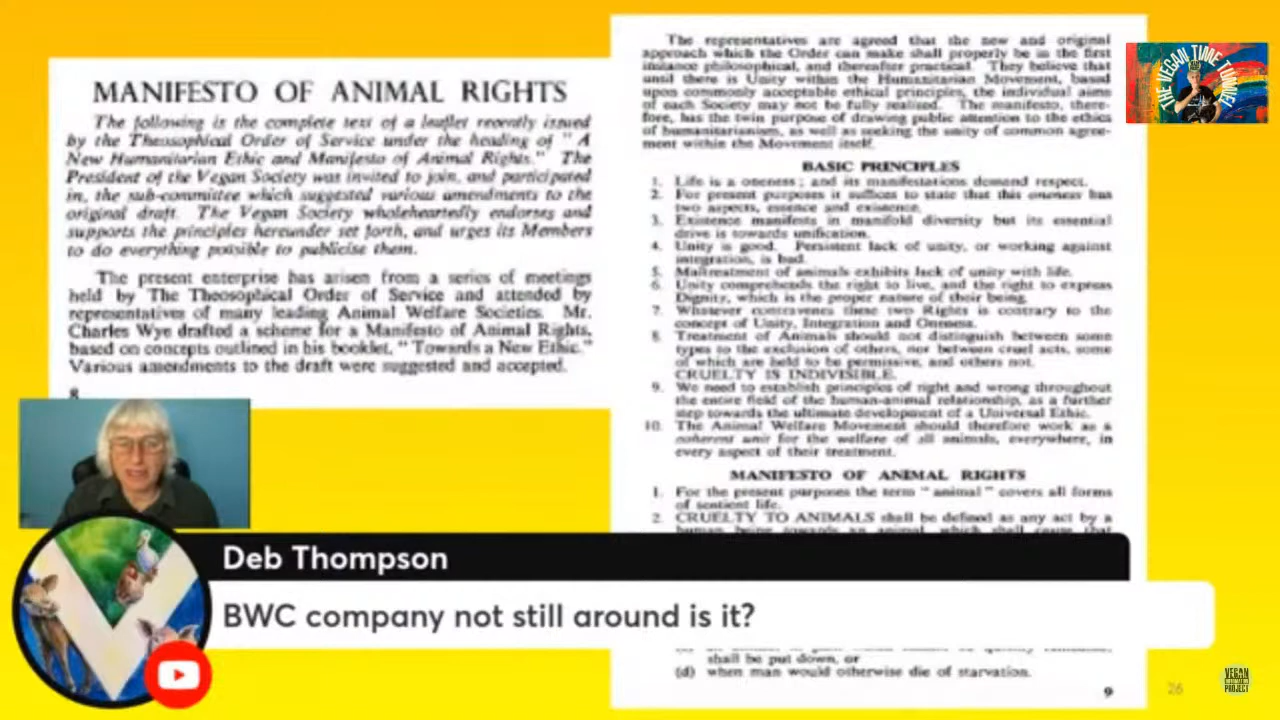 MANIFESTO OF ANIMAL RIGHTS
The following is the complete text of a leaflet recently issued
by the Theosophical Order of Service under the heading of " A
New Humanitarian Ethic and Manifesto of Animal Rights." The
President of the Vegan Society was invited to join, and participated
in, the sub-committee which suggested various amendments to the
original draft. The Vegan Society wholeheartedly endorses and
supports the principles hereunder set forth, and urges its Members
to do everything possible to publicise them.
The present enterprise has arisen from a series of meetings
held by The Theosophical Order of Service and attended by
representatives of many leading Animal Welfare Societies. Mr.
Charles Wye drafted a scheme for a Manifesto of Animal Rights,
based on concepts outlined in his booklet, " Towards a New Ethic."
Various amendments to the draft were suggested and accepted.
8
The representatives are agreed that the new and original
approach which the Order can make shall properly be in the first
instance philosophical, and thereafter practical. They believe that
until there is Unity within the Humanitarian Movement, based
upon commonly acceptable ethical principles, the individual aims
of each Society may not be fully realised. The manifesto, there-
fore, has the twin purpose of drawing public attention to the ethics
of humanitarianism, as well as seeking the unity of common agree-
ment within the Movement itself.
BASIC PRINCIPLES
1. Life is a oneness ; and its manifestations demand respect.
2. For present purposes it suffices to state that this oneness has
two aspects, essence and existence.
3. Existence manifests in manifold diversity but its essential
drive is towards unification.
4. Unity is good. Persistent lack of unity, or working against
integration, is bad.
5. Maltreatment of animals exhibits lack of unity with life.
6. Unity comprehends the right to live, and the right to express
Dignity, which is the proper nature of their being.
7. Whatever contravenes these two Rights is contrary to the
concept of Unity, Integration and Oneness.
8. Treatment of Animals should not distinguish between some
types to the exclusion of others, nor between cruel acts, some
of which are held to be permissive, and others not.
CRUELTY IS INDIVISIBLE.
9. We need to establish principles of right and wrong throughout
the entire field of the human-animal relationship, as a further
step towards the ultimate development of a Universal Ethic.
10. The Animal Welfare Movement should therefore work as a
coherent unit for the welfare of all animals, everywhere, in
every aspect of their treatment.
MANIFESTO OF ANIMAL RIGHTS
1. For the present purposes the term " animal " covers all forms
of sentient life.
2. CRUELTY TO ANIMALS shall be defined as any act by a
human being towards an animal which shall cause that
shall be put down, or
(d) when man would otherwise die of starvation.
9
THE VEGAN TIME TUNNEL
Deb Thompson
BWC company not still around is it?
26
VEGAN
PROJECT